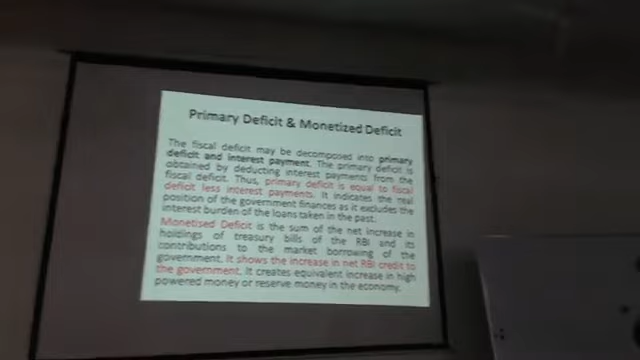 Primary Deficit & Monetized Deficit
The fiscal deficit may be decomposed into primary
deficit and interest payment. The primary deficit is
obtained by deducting interest payments from the
fiscal deficit. Thus, primary deficit is equal to fiscal
deficit less interest payments. It indicates the real
position of the government finances as it excludes the
interest burden of the loans taken in the past.
Monetised Deficit is the sum of the net increase in
holdings of treasury bills of the RBI and its
contributions to the market borrowing of the
government. It shows the increase in net RBI credit to
the government. It creates equivalent increase in high
powered money or reserve money in the economy.